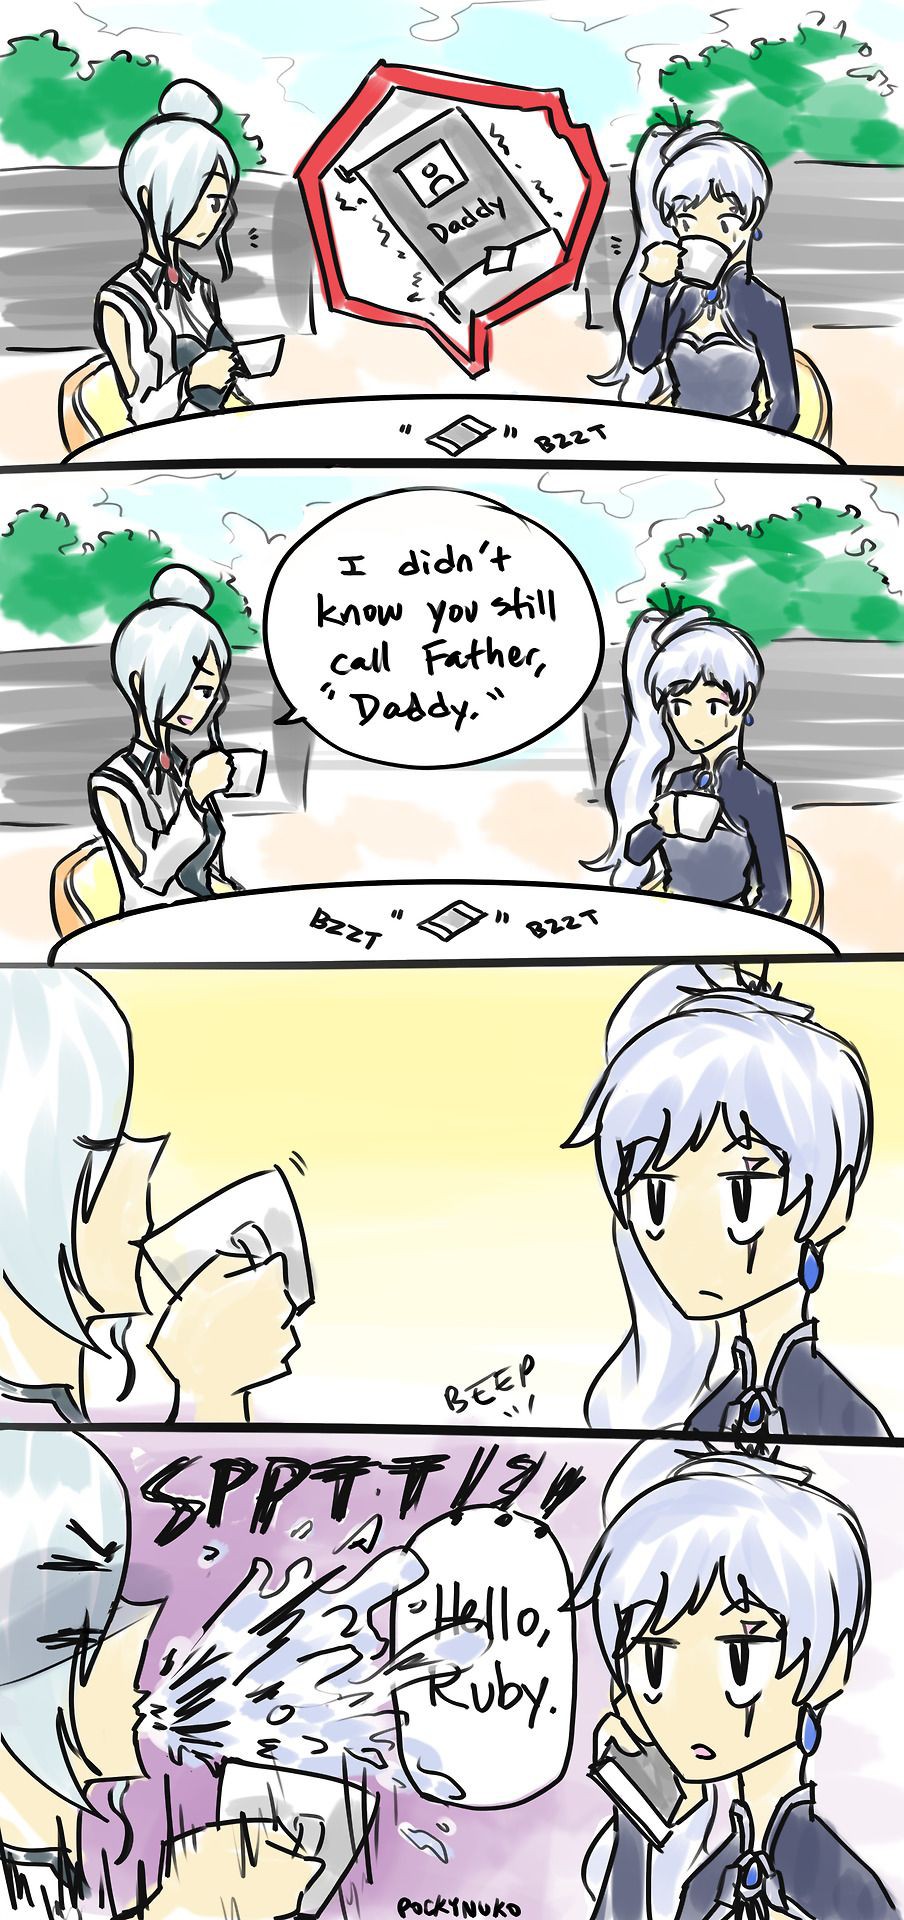 Daddy
" " BZZT
I didn't
know you still
call Father,
"Daddy."
BZZT " " BZZT
BEEP
SPPTT!!!
Hello,
Ruby.
POCKYNUKO